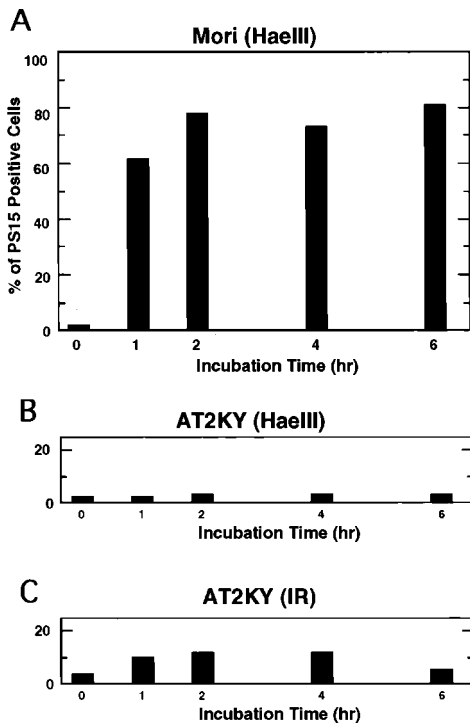 A
Mori (HaeIII)
% of PS15 Positive Cells
100
80
60
40
20
0
0 1 2 4 6
Incubation Time (hr)
B
AT2KY (HaeIII)
20
0
0 1 2 4 6
Incubation Time (hr)
C
AT2KY (IR)
20
0
0 1 2 4 6
Incubation Time (hr)